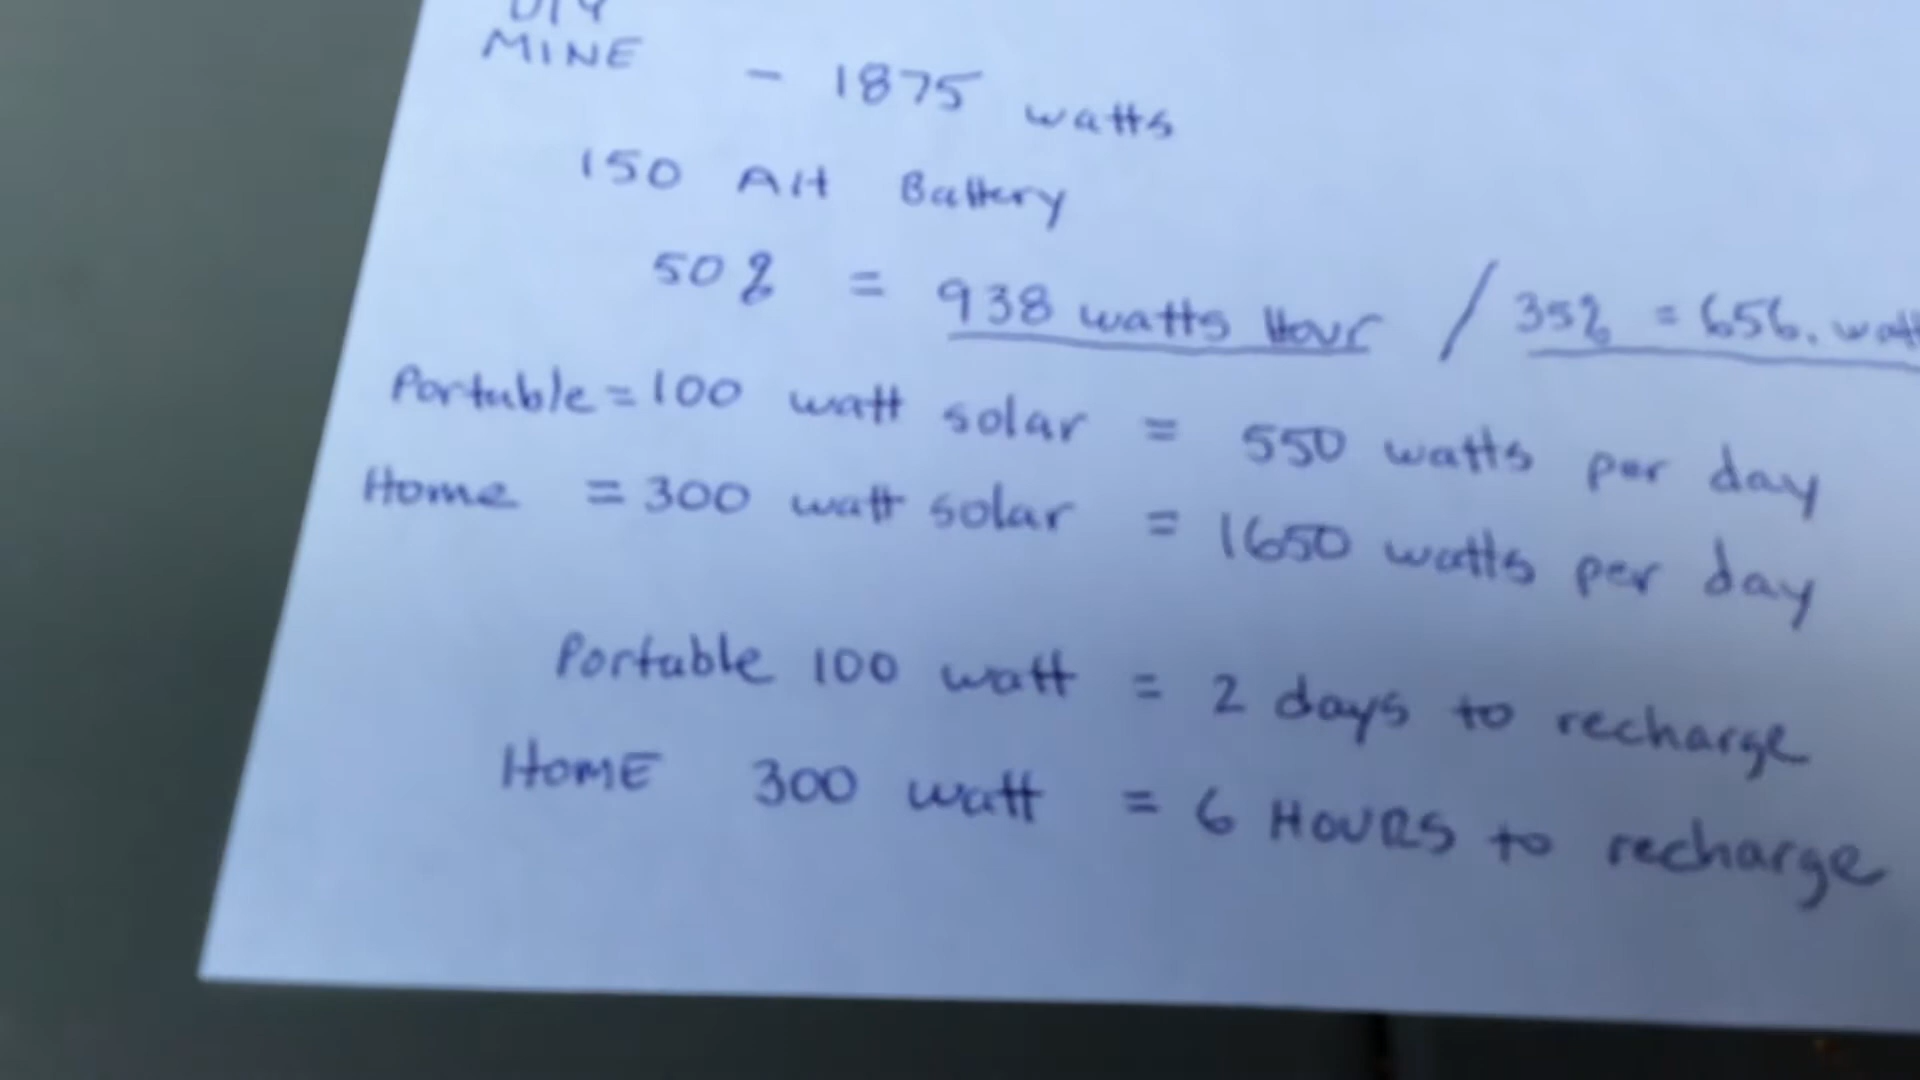 DIY
MINE - 1875 watts
150 AH Battery
50% = 938 watts Hour / 35% = 656. watt
Portable = 100 watt solar = 550 watts per day
Home = 300 watt solar = 1650 watts per day
Portable 100 watt = 2 days to recharge
HOME 300 watt = 6 HOURS to recharge